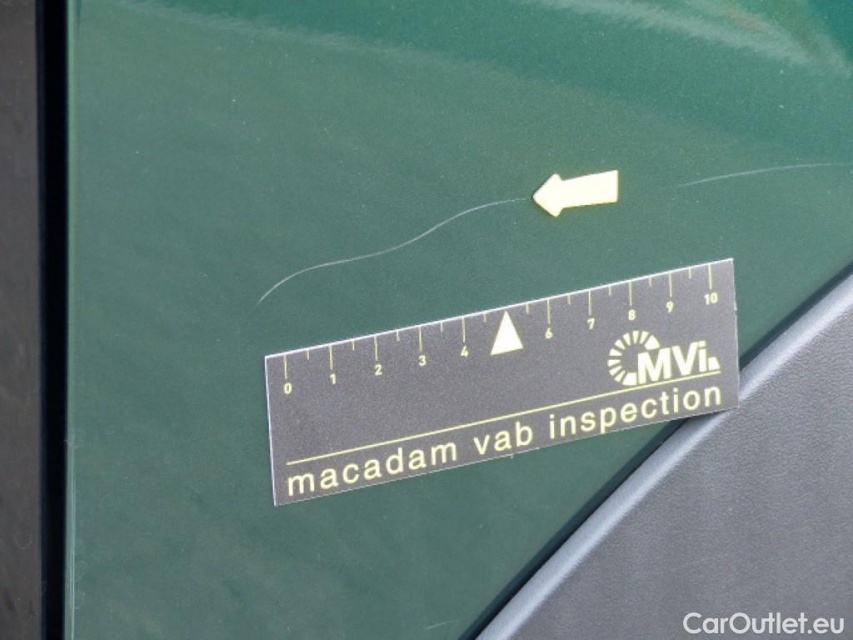 0 1 2 3 4 6 7 8 9 10
MVi
macadam vab inspection
CarOutlet.eu